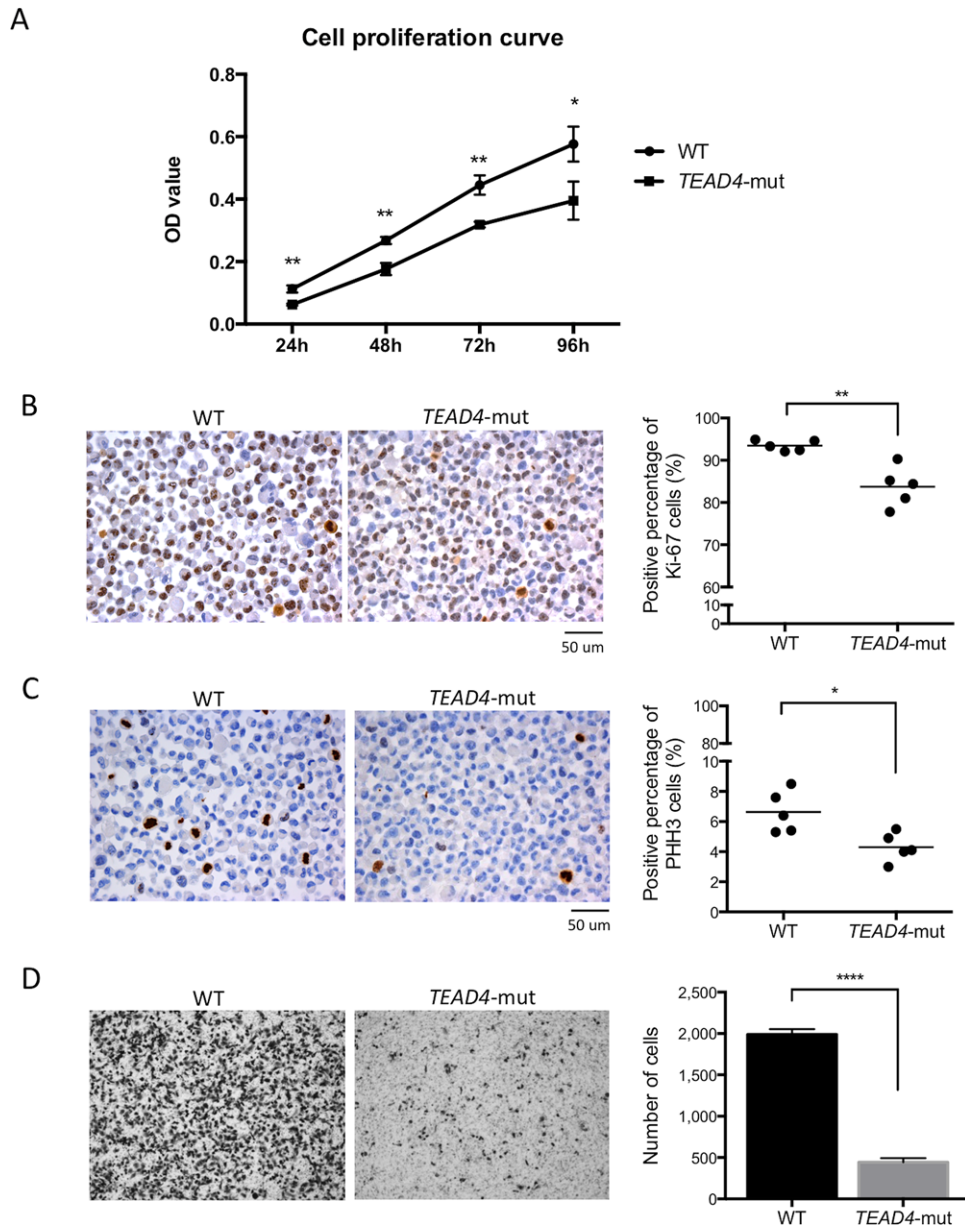 A
Cell proliferation curve
0.8
0.6
0.4
0.2
0.0
OD value
** ** ** *
24h 48h 72h 96h
WT
TEAD4-mut
B
WT TEAD4-mut
50 um
**
100
90
80
70
60
10
0
Positive percentage of
Ki-67 cells (%)
WT TEAD4-mut
C
WT TEAD4-mut
50 um
*
100
80
8
6
4
2
0
Positive percentage of
PHH3 cells (%)
WT TEAD4-mut
D
WT TEAD4-mut
****
2,500
2,000
1,500
1,000
500
0
Number of cells
WT TEAD4-mut